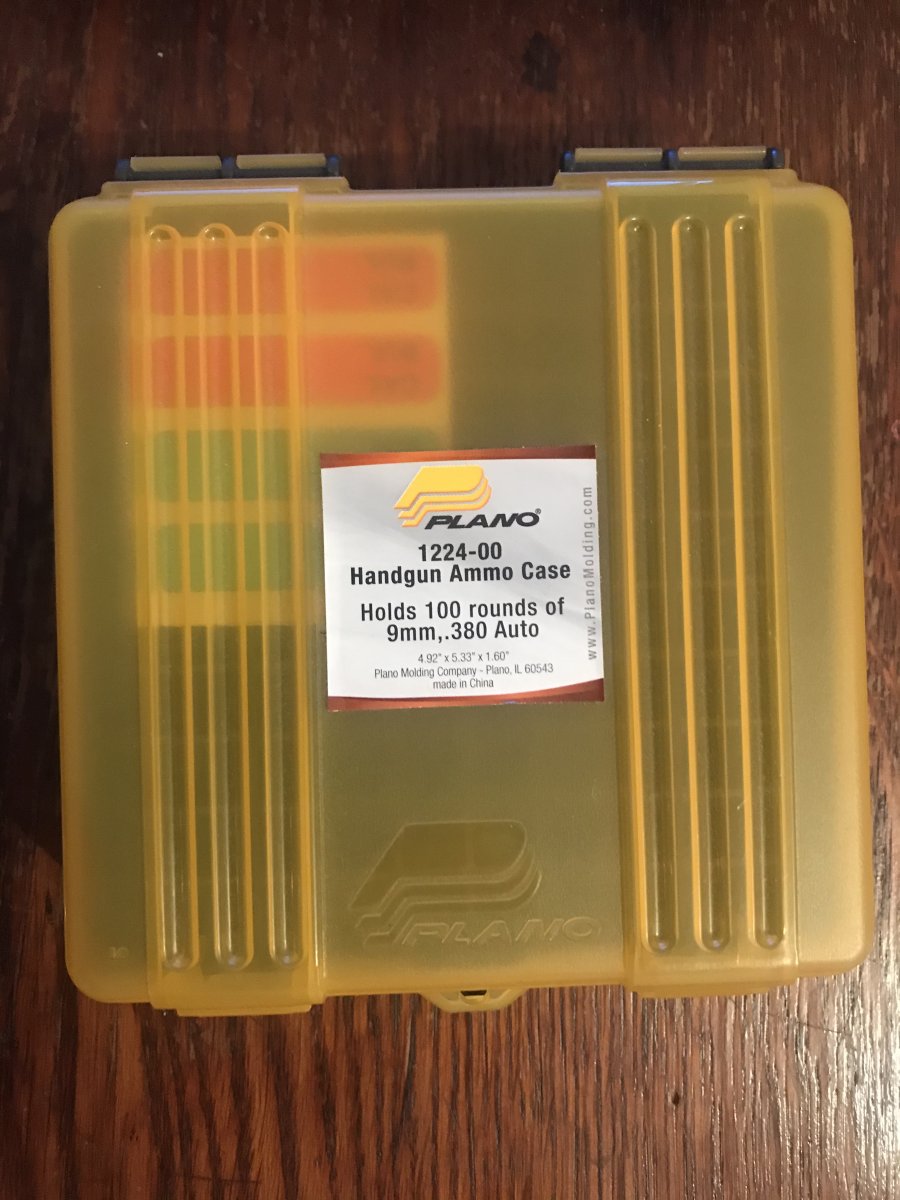 PLANO®
1224-00
Handgun Ammo Case
Holds 100 rounds of
9mm,.380 Auto
4.92" x 5.33" x 1.60"
Plano Molding Company - Plano, IL 60543
made in China
www.PlanoMolding.com
PLANO